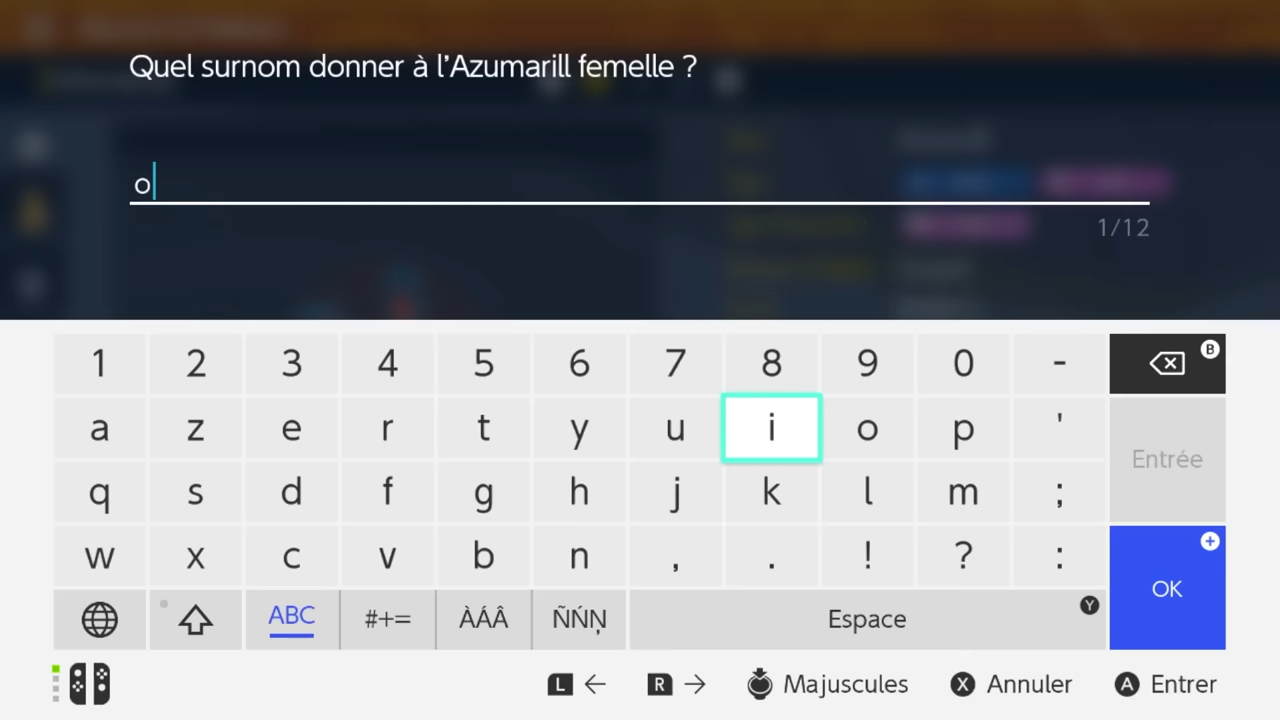 Quel surnom donner à l'Azumarill femelle ?
o
1/12
1 2 3 4 5 6 7 8 9 0 - B
a z e r t y u i o p '
Entrée
q s d f g h j k l m ;
w x c v b n , . ! ? : +
OK
ABC #+= ÀÁÂ ÑŃŅ Espace Y
L ← R → Majuscules X Annuler A Entrer